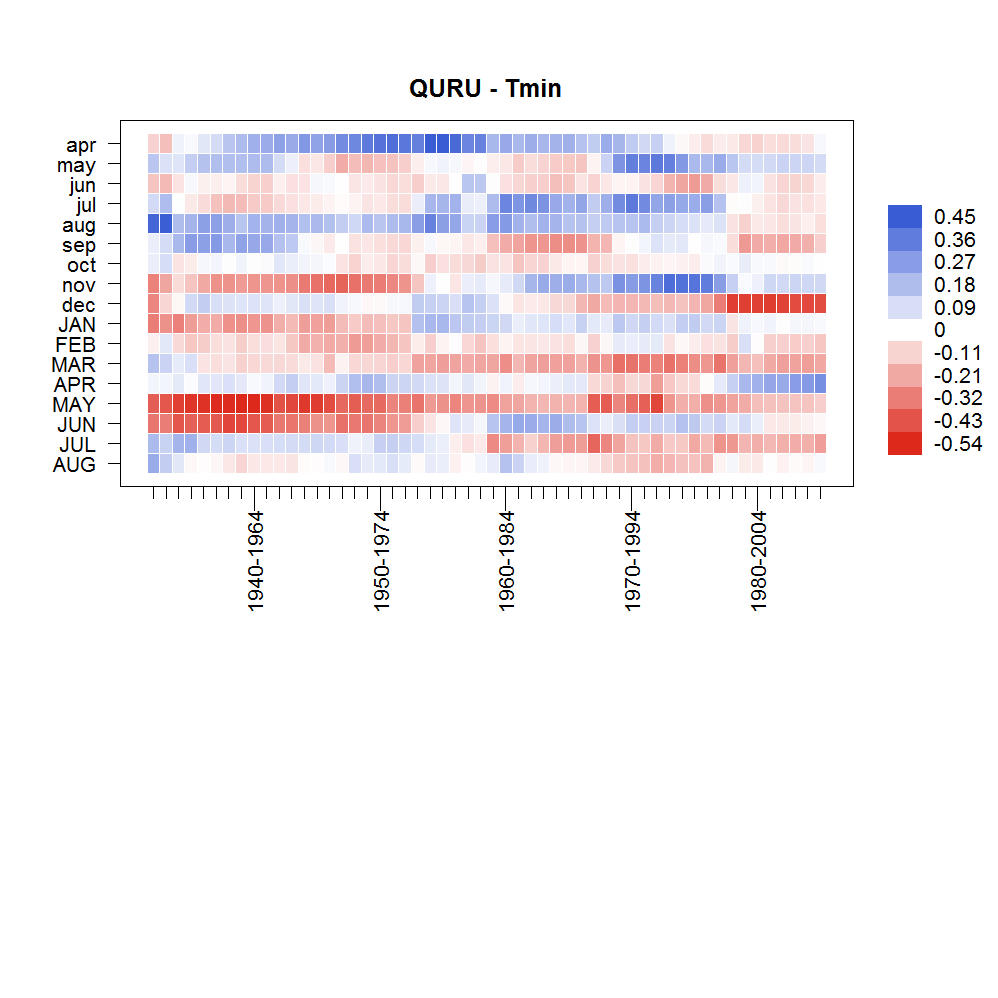 QURU - Tmin
apr
may
jun
jul
aug
sep
oct
nov
dec
JAN
FEB
MAR
APR
MAY
JUN
JUL
AUG
1940-1964
1950-1974
1960-1984
1970-1994
1980-2004
0.45
0.36
0.27
0.18
0.09
0
-0.11
-0.21
-0.32
-0.43
-0.54